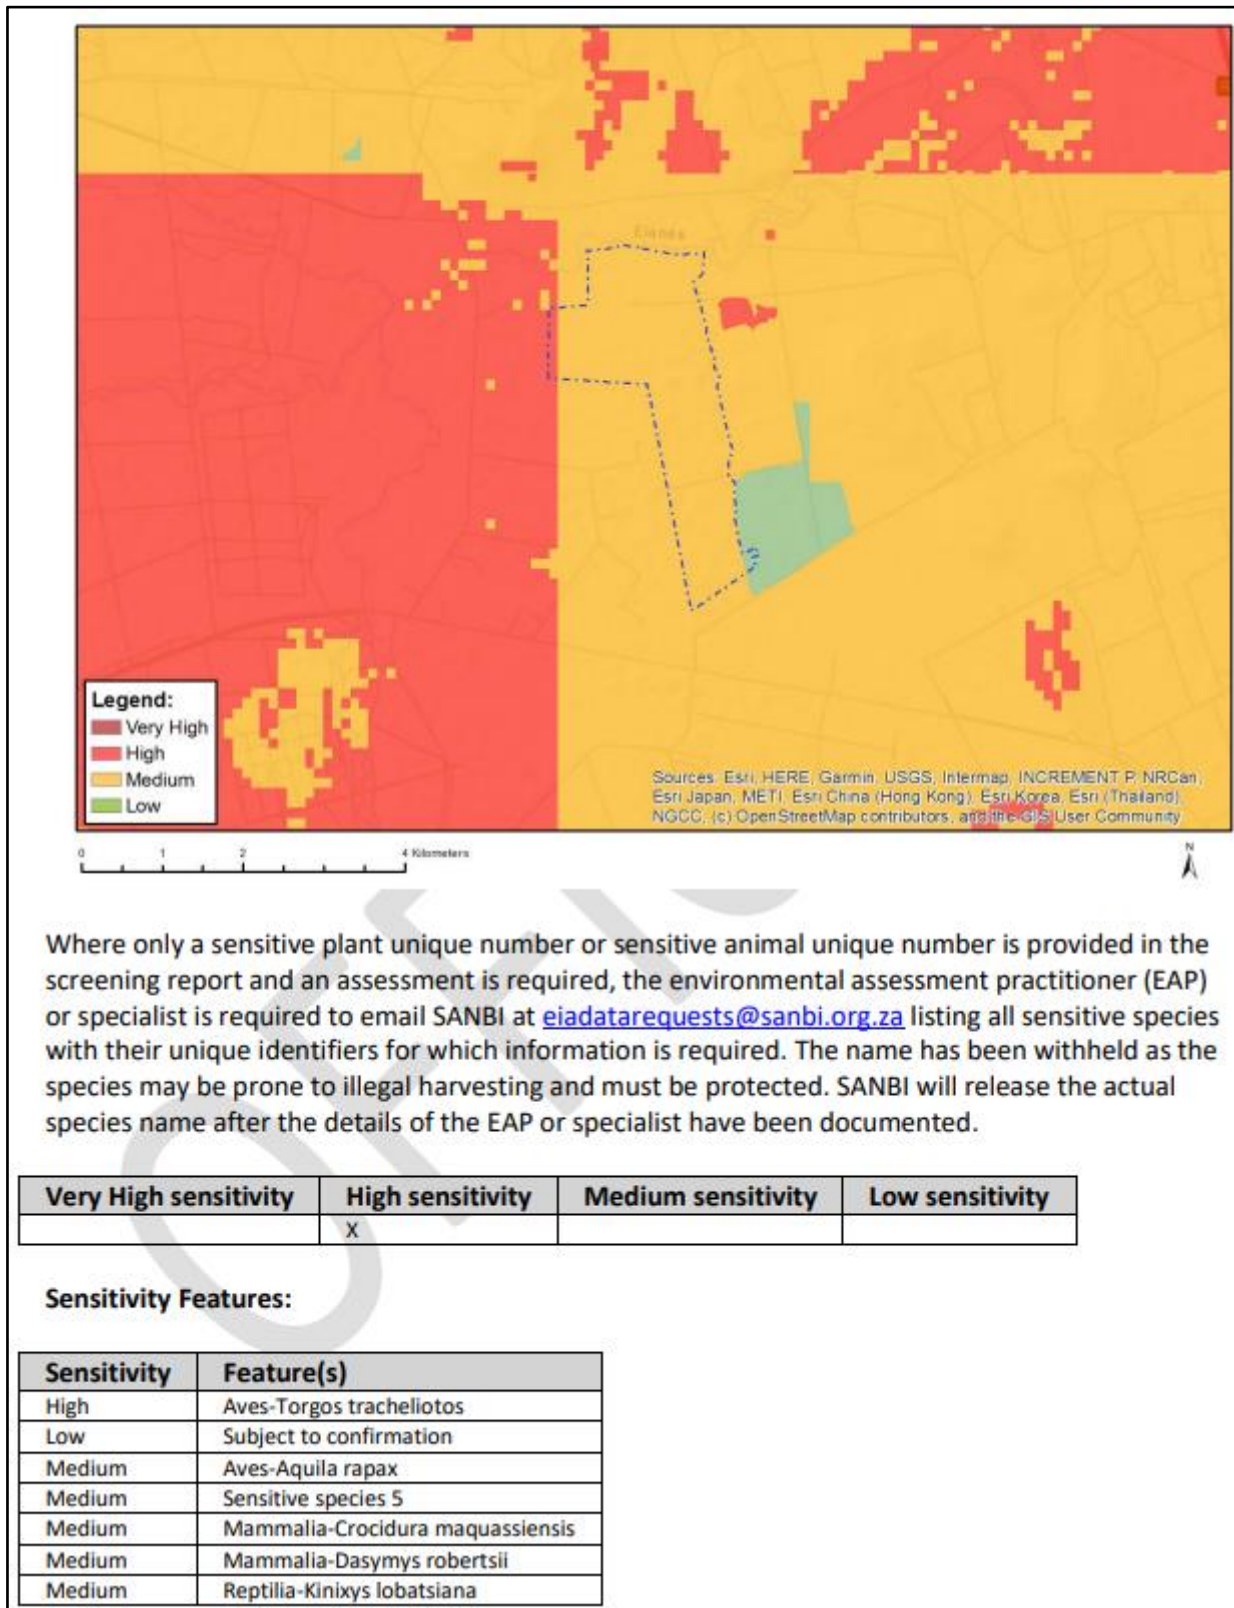 Elands
Legend:
Very High
High
Medium
Low
Sources: Esri, HERE, Garmin, USGS, Intermap, INCREMENT P, NRCan,
Esri Japan, METI, Esri China (Hong Kong), Esri Korea, Esri (Thailand),
NGCC, (c) OpenStreetMap contributors, and the GIS User Community
0 1 2 4 Kilometers
N
Where only a sensitive plant unique number or sensitive animal unique number is provided in the
screening report and an assessment is required, the environmental assessment practitioner (EAP)
or specialist is required to email SANBI at eiadatarequests@sanbi.org.za listing all sensitive species
with their unique identifiers for which information is required. The name has been withheld as the
species may be prone to illegal harvesting and must be protected. SANBI will release the actual
species name after the details of the EAP or specialist have been documented.
Very High sensitivity High sensitivity Medium sensitivity Low sensitivity
X
Sensitivity Features:
Sensitivity Feature(s)
High Aves-Torgos tracheliotos
Low Subject to confirmation
Medium Aves-Aquila rapax
Medium Sensitive species 5
Medium Mammalia-Crocidura maquassiensis
Medium Mammalia-Dasymys robertsii
Medium Reptilia-Kinixys lobatsiana